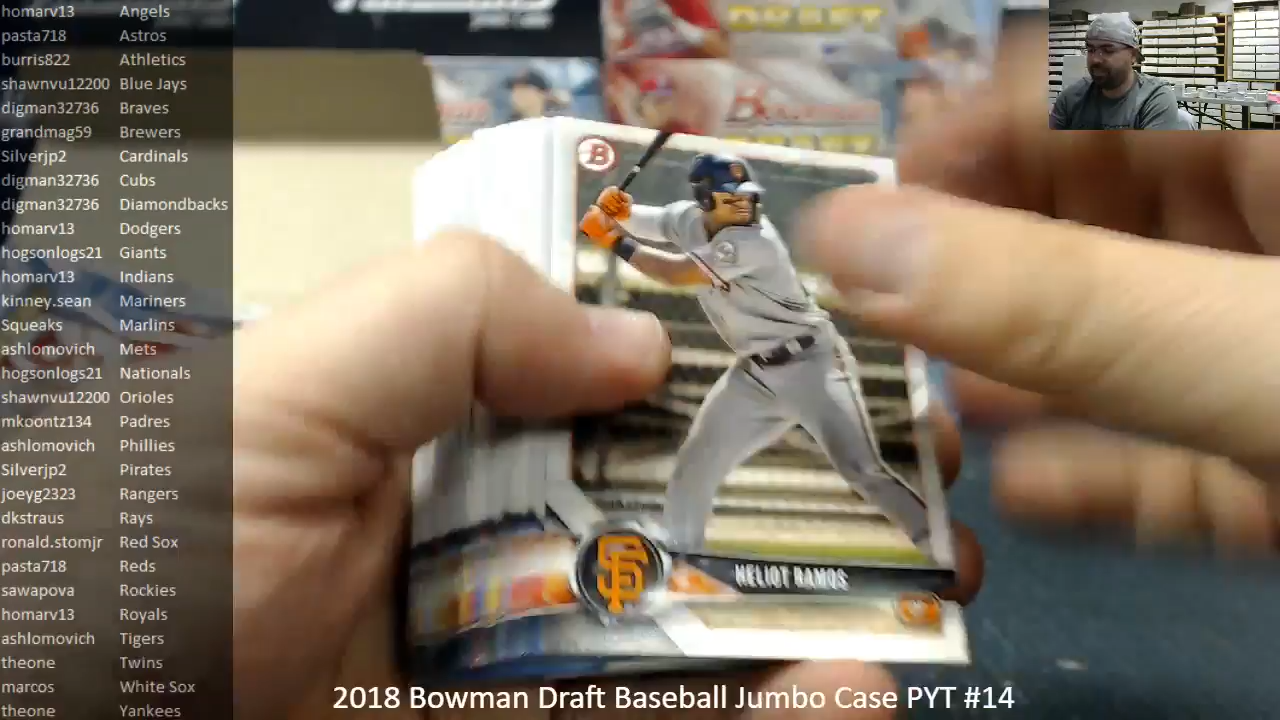 homarv13 Angels
pasta718 Astros
burris822 Athletics
shawnvu12200 Blue Jays
digman32736 Braves
grandmag59 Brewers
Silverjp2 Cardinals
digman32736 Cubs
digman32736 Diamondbacks
homarv13 Dodgers
hogsonlogs21 Giants
homarv13 Indians
kinney.sean Mariners
Squeaks Marlins
ashlomovich Mets
hogsonlogs21 Nationals
shawnvu12200 Orioles
mkoontz134 Padres
ashlomovich Phillies
Silverjp2 Pirates
joeyg2323 Rangers
dkstraus Rays
ronald.stomjr Red Sox
pasta718 Reds
sawapova Rockies
homarv13 Royals
ashlomovich Tigers
theone Twins
marcos White Sox
theone Yankees
DRAFT
Bowman
B
SF
HELIOT RAMOS
2018 Bowman Draft Baseball Jumbo Case PYT #14